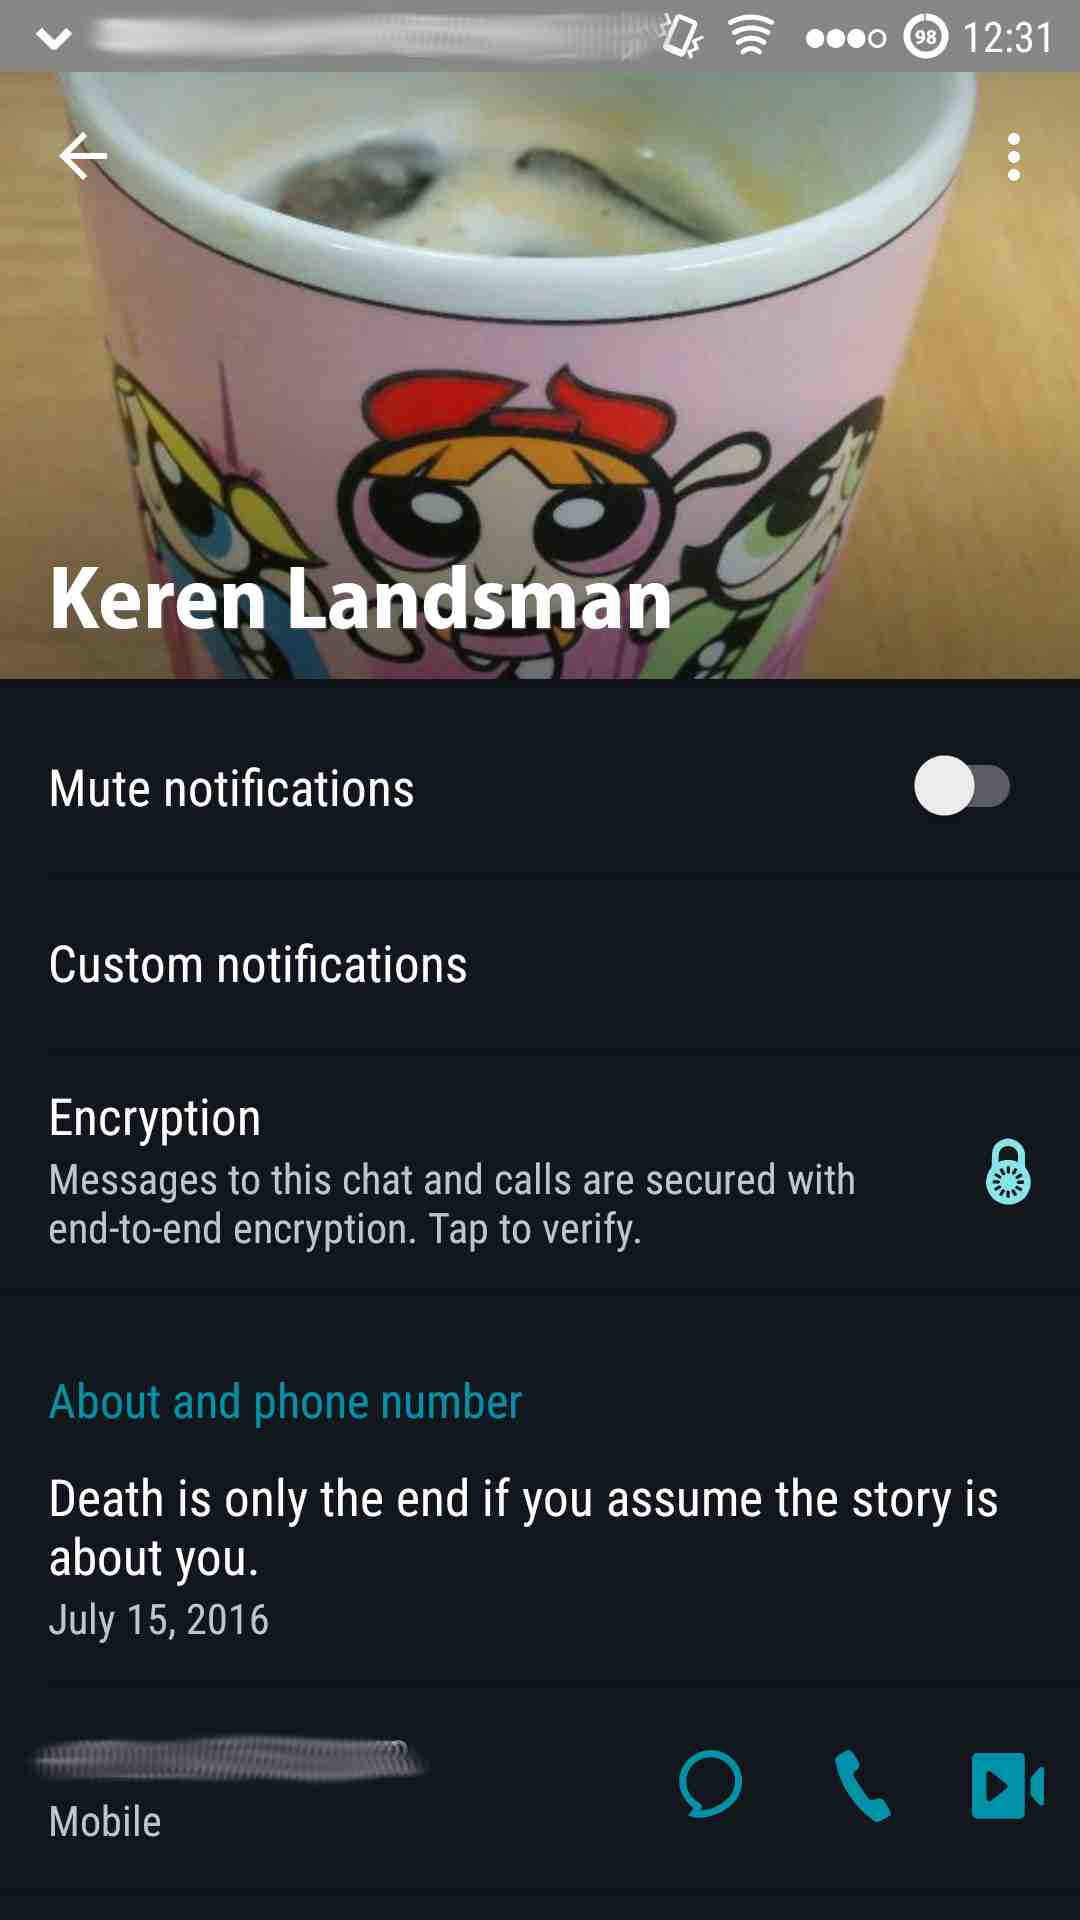 98 12:31
Keren Landsman
Mute notifications
Custom notifications
Encryption
Messages to this chat and calls are secured with
end-to-end encryption. Tap to verify.
About and phone number
Death is only the end if you assume the story is
about you.
July 15, 2016
Mobile